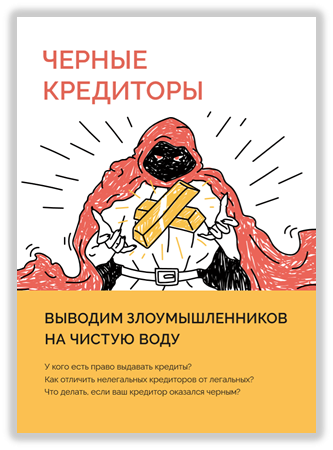 ЧЕРНЫЕ
КРЕДИТОРЫ
ВЫВОДИМ ЗЛОУМЫШЛЕННИКОВ
НА ЧИСТУЮ ВОДУ
У кого есть право выдавать кредиты?
Как отличить нелегальных кредиторов от легальных?
Что делать, если ваш кредитор оказался черным?